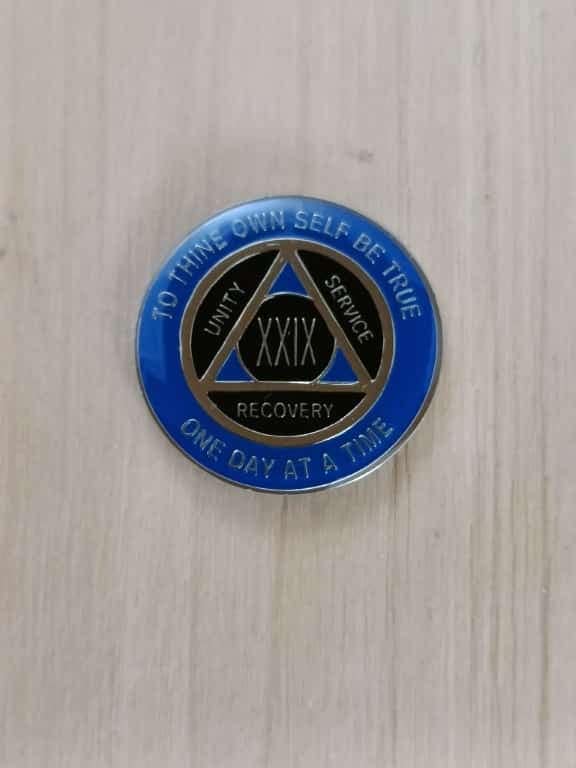 TO THINE OWN SELF BE TRUE
UNITY
SERVICE
XXIX
RECOVERY
ONE DAY AT A TIME